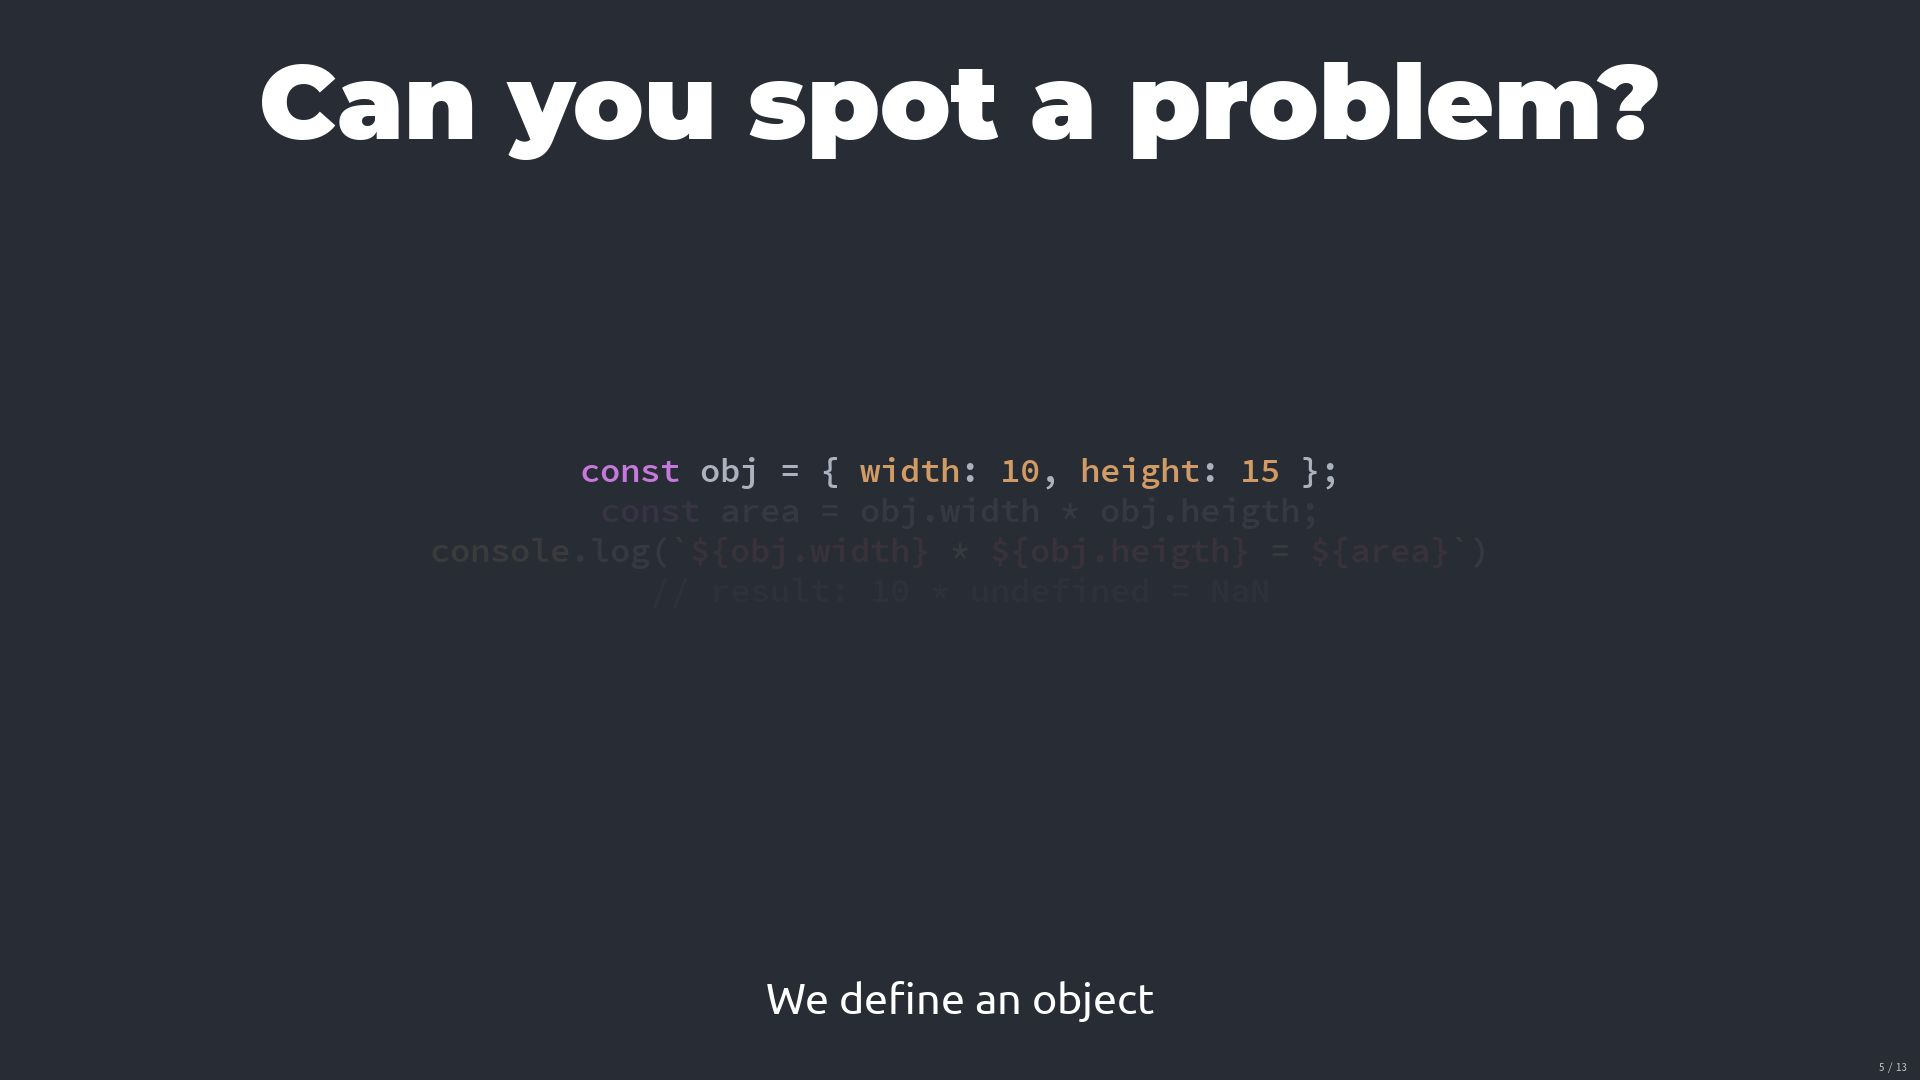 Can you spot a problem?
const obj = { width: 10, height: 15 };
const area = obj.width * obj.heigth;
console.log(`${obj.width} * ${obj.heigth} = ${area}`)
// result: 10 * undefined = NaN
We define an object
5 / 13